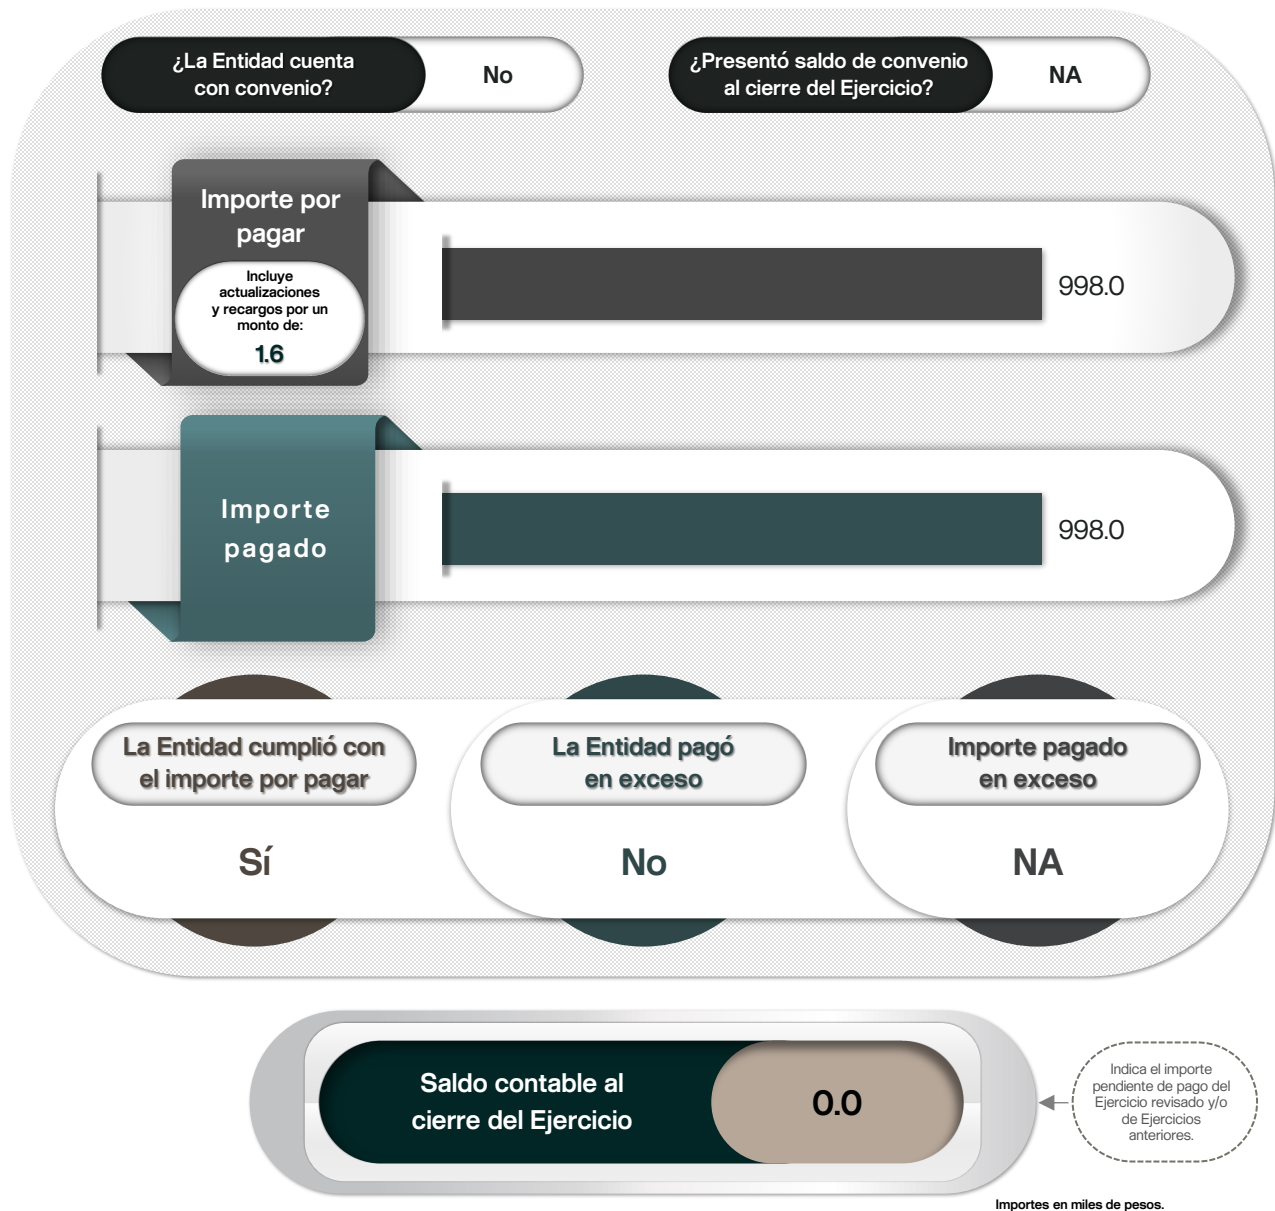 ¿La Entidad cuenta
con convenio?
No
¿Presentó saldo de convenio
al cierre del Ejercicio?
NA
Importe por
pagar
Incluye
actualizaciones
y recargos por un
monto de:
1.6
998.0
Importe
pagado
998.0
La Entidad cumplió con
el importe por pagar
Sí
La Entidad pagó
en exceso
No
Importe pagado
en exceso
NA
Saldo contable al
cierre del Ejercicio
0.0
Indica el importe
pendiente de pago del
Ejercicio revisado y/o
de Ejercicios
anteriores.
Importes en miles de pesos.